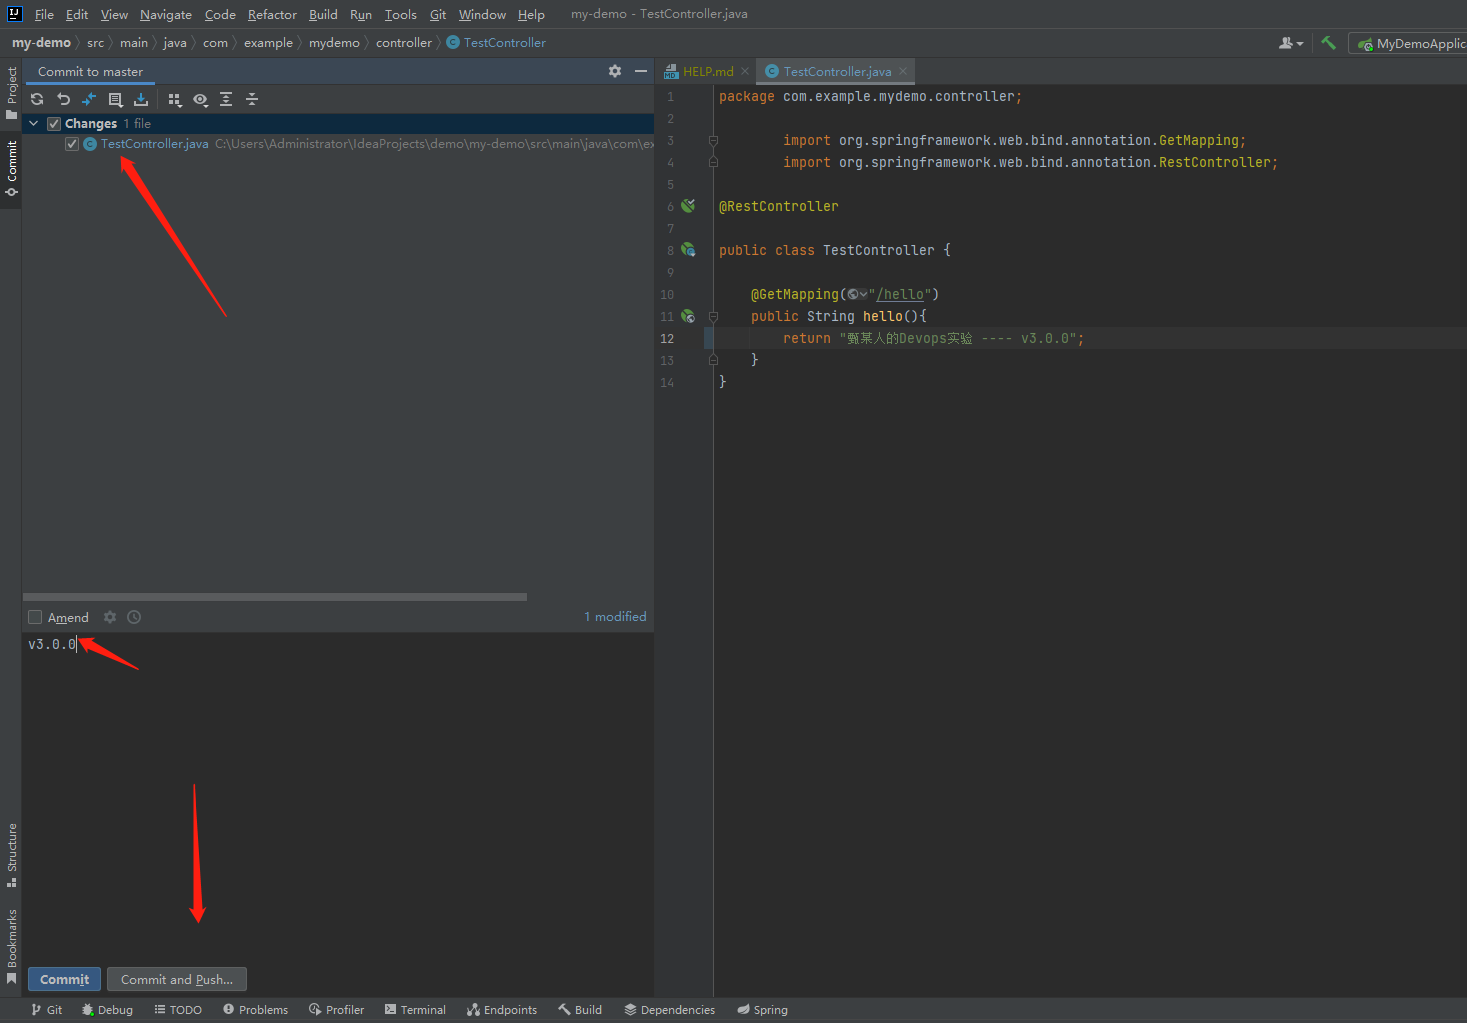 File Edit View Navigate Code Refactor Build Run Tools Git Window Help my-demo - TestController.java
my-demo src main java com example mydemo controller TestController MyDemoApplic
Project
Commit
Structure
Bookmarks
Commit to master
Changes 1 file
TestController.java C:\Users\Administrator\IdeaProjects\demo\my-demo\src\main\java\com\ex
Amend 1 modified
v3.0.0
Commit Commit and Push...
HELP.md TestController.java
1 package com.example.mydemo.controller;
2
3 import org.springframework.web.bind.annotation.GetMapping;
4 import org.springframework.web.bind.annotation.RestController;
5
6 @RestController
7
8 public class TestController {
9
10 @GetMapping("/hello")
11 public String hello(){
12 return "甄某人的Devops实验 ---- v3.0.0";
13 }
14 }
Git Debug TODO Problems Profiler Terminal Endpoints Build Dependencies Spring